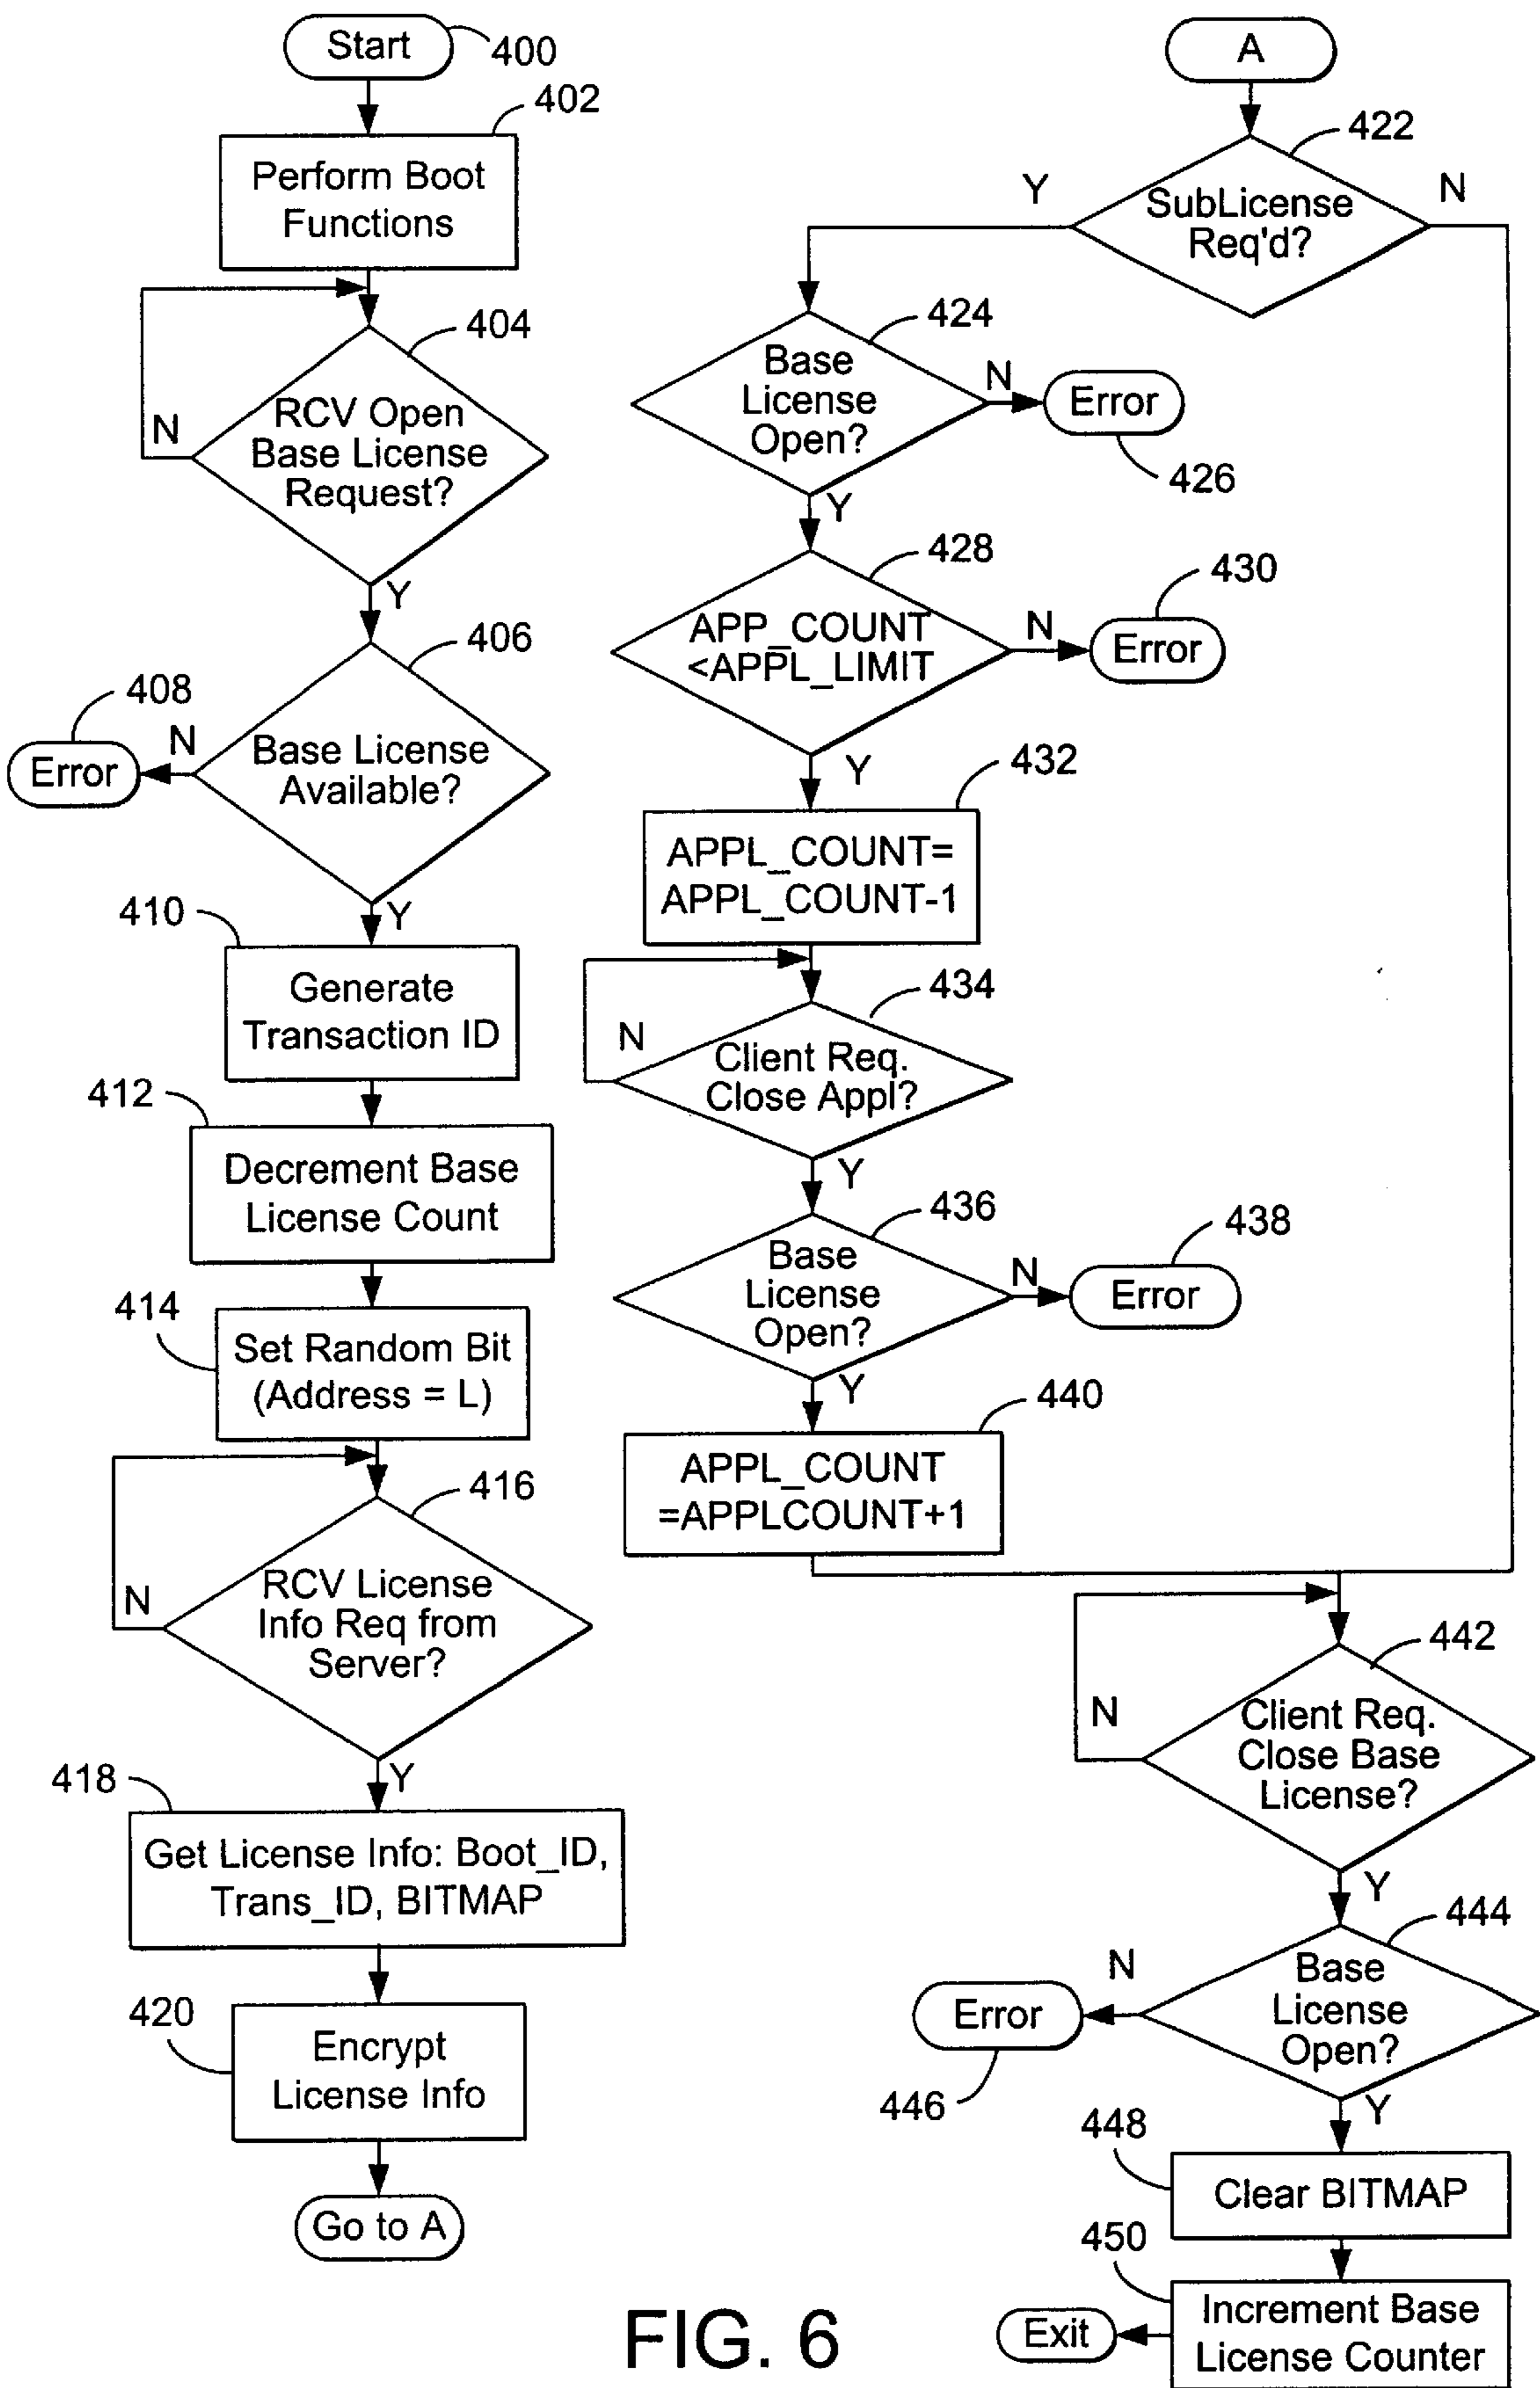 Start
400
402
Perform Boot
Functions
404
N
RCV Open
Base License
Request?
Y
406
408
N
Error
Base License
Available?
Y
410
Generate
Transaction ID
412
Decrement Base
License Count
414
Set Random Bit
(Address = L)
416
N
RCV License
Info Req from
Server?
Y
418
Get License Info: Boot_ID,
Trans_ID, BITMAP
420
Encrypt
License Info
Go to A
A
422
Y
N
SubLicense
Req'd?
424
Base
License
Open?
N
Error
426
Y
428
430
APP_COUNT
<APPL_LIMIT
N
Error
Y
432
APPL_COUNT=
APPL_COUNT-1
434
N
Client Req.
Close Appl?
Y
436
438
Base
License
Open?
N
Error
Y
440
APPL_COUNT
=APPLCOUNT+1
442
N
Client Req.
Close Base
License?
Y
444
N
Base
License
Open?
Error
446
Y
448
Clear BITMAP
450
Increment Base
License Counter
Exit
FIG. 6